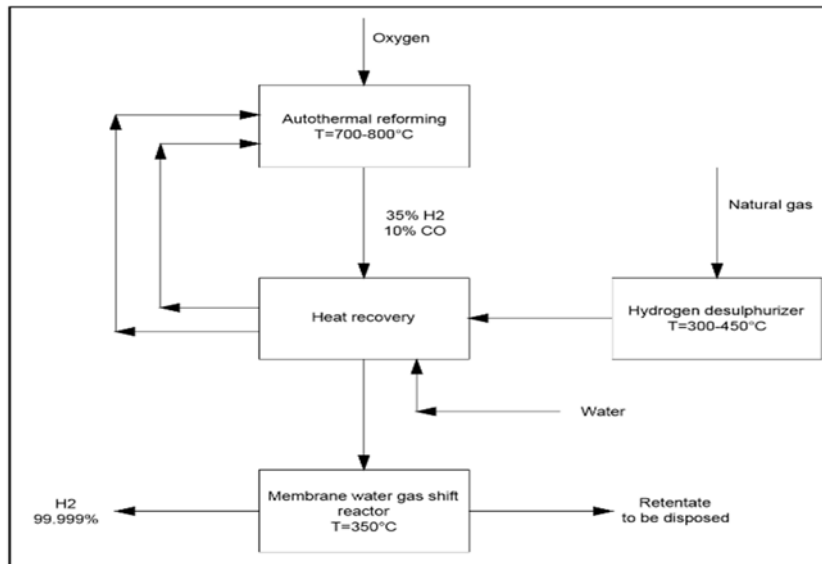 Oxygen
Autothermal reforming
T=700-800°C
35% H2
10% CO
Natural gas
Heat recovery
Hydrogen desulphurizer
T=300-450°C
Water
H2
99.999%
Membrane water gas shift
reactor
T=350°C
Retentate
to be disposed